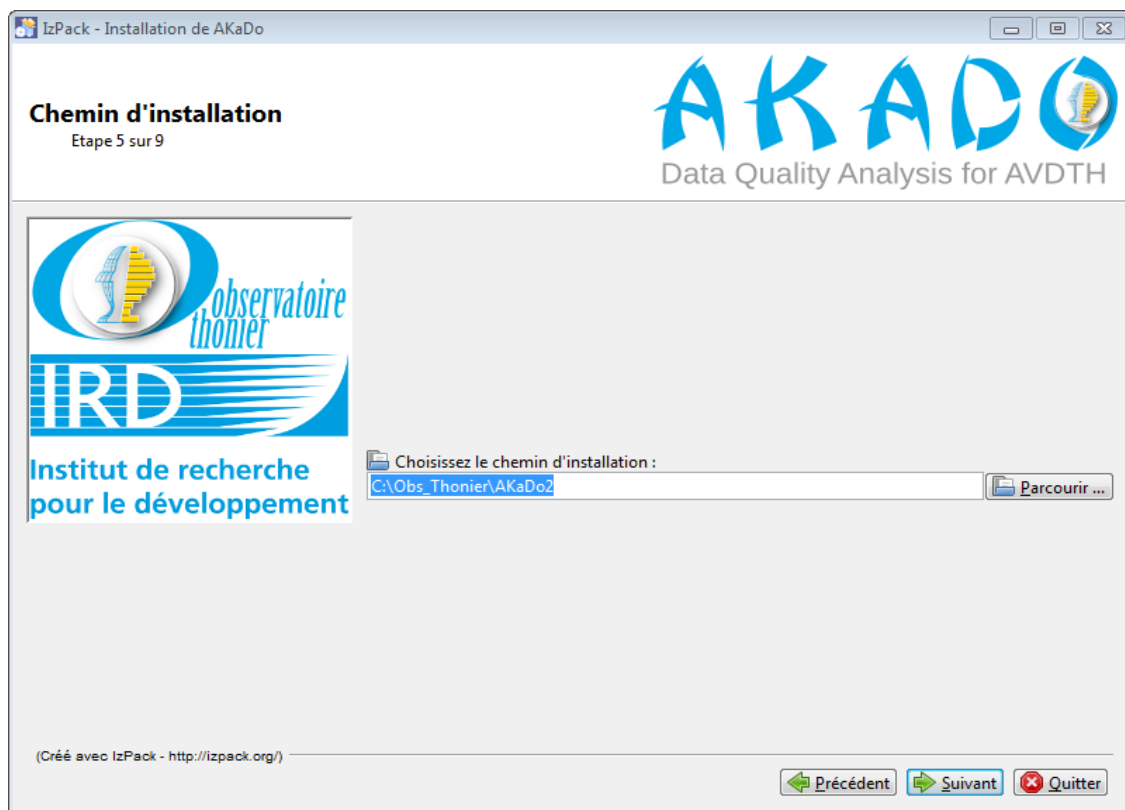 IzPack - Installation de AKaDo
Chemin d'installation
Etape 5 sur 9
AKADO
Data Quality Analysis for AVDTH
observatoire
thonier
IRD
Institut de recherche
pour le développement
Choisissez le chemin d'installation :
C:\Obs_Thonier\AKaDo2
Parcourir ...
(Créé avec IzPack - http://izpack.org/)
Précédent
Suivant
Quitter